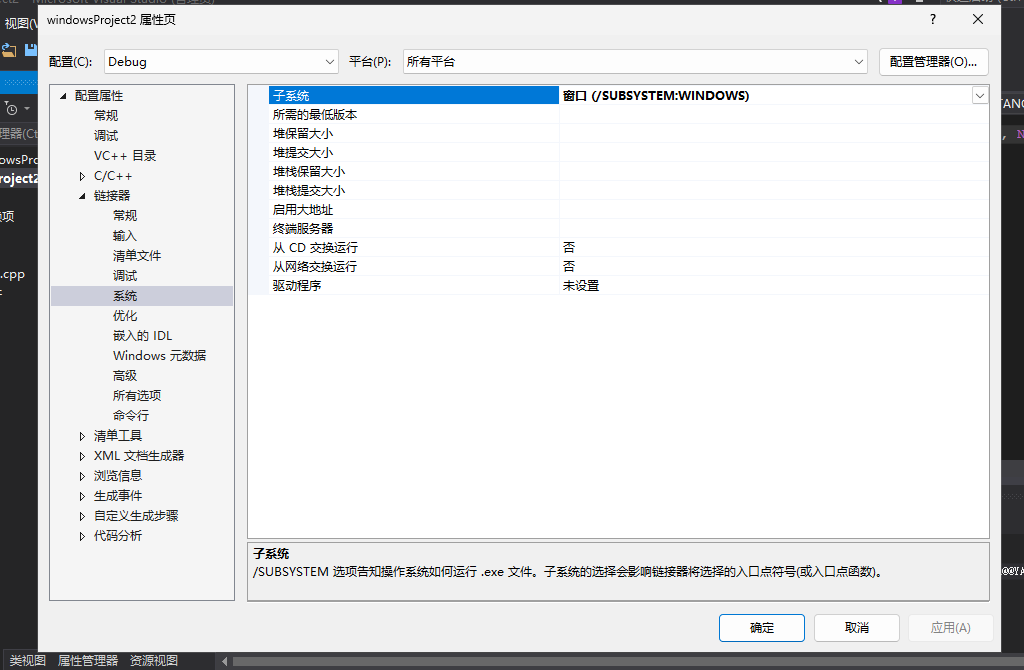 Microsoft Visual Studio (管理员)
windowsProject2 属性页
?
视图(V
配置(C):
Debug
平台(P):
所有平台
配置管理器(O)...
配置属性
常规
调试
VC++ 目录
C/C++
链接器
常规
输入
清单文件
调试
系统
优化
嵌入的 IDL
Windows 元数据
高级
所有选项
命令行
清单工具
XML 文档生成器
浏览信息
生成事件
自定义生成步骤
代码分析
子系统
窗口 (/SUBSYSTEM:WINDOWS)
所需的最低版本
堆保留大小
堆提交大小
堆栈保留大小
堆栈提交大小
启用大地址
终端服务器
从 CD 交换运行
否
从网络交换运行
否
驱动程序
未设置
子系统
/SUBSYSTEM 选项告知操作系统如何运行 .exe 文件。子系统的选择会影响链接器将选择的入口点符号(或入口点函数)。
确定
取消
应用(A)
理器(Ct
owsPro
roject2
项
.cpp
TANC
, N
@@YA
类视图
属性管理器
资源视图